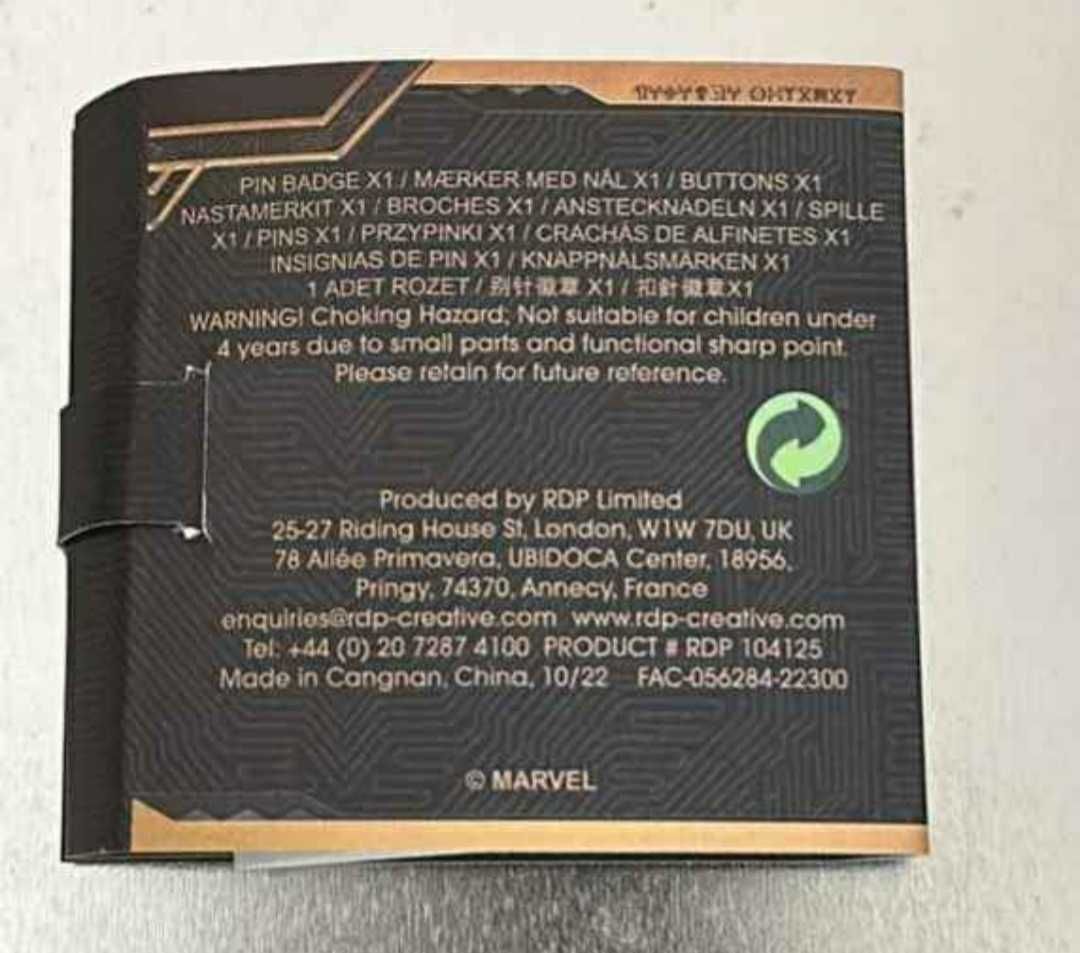 PIN BADGE X1 / MÆRKER MED NÅL X1 / BUTTONS X1
NASTAMERKIT X1 / BROCHES X1 / ANSTECKNADELN X1 / SPILLE
X1 / PINS X1 / PRZYPINKI X1 / CRACHÁS DE ALFINETES X1
INSIGNIAS DE PIN X1 / KNAPPNÅLSMÄRKEN X1
1 ADET ROZET / 别针徽章 X1 / 扣針徽章X1
WARNING! Choking Hazard; Not suitable for children under
4 years due to small parts and functional sharp point.
Please retain for future reference.
Produced by RDP Limited
25-27 Riding House St, London, W1W 7DU, UK
78 Allée Primavera, UBIDOCA Center, 18956,
Pringy, 74370, Annecy, France
enquiries@rdp-creative.com www.rdp-creative.com
Tel: +44 (0) 20 7287 4100 PRODUCT # RDP 104125
Made in Cangnan, China, 10/22 FAC-056284-22300
© MARVEL